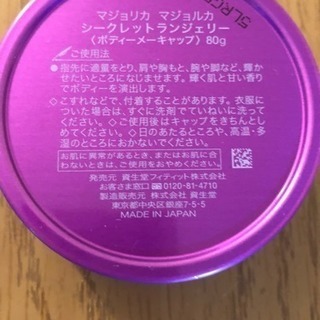 5LRC
マジョリカ マジョルカ
シークレットランジェリー
〈ボディーメーキャップ〉80g
ご使用法
◇指先に適量をとり、肩や胸もと、腕や脚など、輝か
せたいところになじませます。輝く肌と甘い香り
でボディーを演出します。
◇こすれなどで、付着することがあります。衣服に
ついた場合は、すぐに洗剤でていねいに洗って
ください。◇ご使用後はキャップをきちんとし
めてください。◇日のあたるところや、高温・多
湿のところにおかないでください。
お肌に異常があるとき、またはお肌に合
わないときは、ご使用をおやめください。
発売元 資生堂フィティット株式会社
お客さま窓口 0120-81-4710
製造販売元 株式会社 資生堂
東京都中央区銀座7-5-5
MADE IN JAPAN